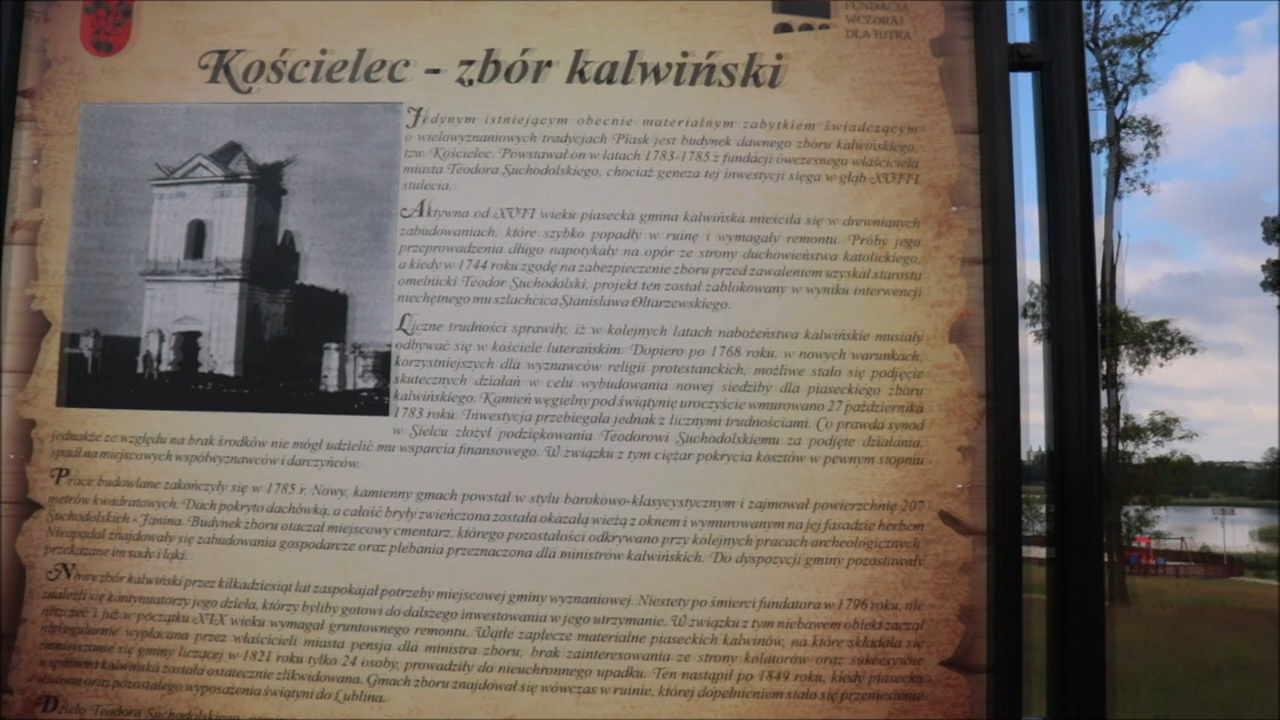 FUNDACJA
WCZORAJ
DLA JUTRA
Kościelec - zbór kalwiński
Jedynym istniejącym obecnie materialnym zabytkiem świadczącym
o wielowyznaniowych tradycjach Piask jest budynek dawnego zboru kalwińskiego,
tzw. Kościelec. Powstawał on w latach 1783-1785 z fundacji ówczesnego właściciela
miasta Teodora Suchodolskiego, chociaż geneza tej inwestycji sięga w głąb XVIII
stulecia.
Aktywna od XVII wieku piasecka gmina kalwińska mieściła się w drewnianych
zabudowaniach, które szybko popadły w ruinę i wymagały remontu. Próby jego
przeprowadzenia długo napotykały na opór ze strony duchowieństwa katolickiego,
a kiedy w 1744 roku zgodę na zabezpieczenie zboru przed zawaleniem uzyskał starosta
omelnicki Teodor Suchodolski, projekt ten został zablokowany w wyniku interwencji
niechętnego mu szlachcica Stanisława Ołtarzewskiego.
Liczne trudności sprawiły, iż w kolejnych latach nabożeństwa kalwińskie musiały
odbywać się w kościele luterańskim. Dopiero po 1768 roku, w nowych warunkach,
korzystniejszych dla wyznawców religii protestanckich, możliwe stało się podjęcie
skutecznych działań w celu wybudowania nowej siedziby dla piaseckiego zboru
kalwińskiego. Kamień węgielny pod świątynię uroczyście wmurowano 27 października
1783 roku. Inwestycja przebiegała jednak z licznymi trudnościami. Co prawda synod
w Sielcu złożył podziękowania Teodorowi Suchodolskiemu za podjęte działania,
jednakże ze względu na brak środków nie mógł udzielić mu wsparcia finansowego. W związku z tym ciężar pokrycia kosztów w pewnym stopniu
spadł na miejscowych współwyznawców i darczyńców.
Prace budowlane zakończyły się w 1785 r. Nowy, kamienny gmach powstał w stylu barokowo-klasycystycznym i zajmował powierzchnię 207
metrów kwadratowych. Dach pokryto dachówką, a całość bryły zwieńczona została okazałą wieżą z oknem i wymurowanym na jej fasadzie herbem
Suchodolskich - Janina. Budynek zboru otaczał miejscowy cmentarz, którego pozostałości odkrywano przy kolejnych pracach archeologicznych.
Nieopodal znajdowały się zabudowania gospodarcze oraz plebania przeznaczona dla ministrów kalwińskich. Do dyspozycji gminy pozostawały
przekazane im sady i łąki.
Nowy zbór kalwiński przez kilkadziesiąt lat zaspokajał potrzeby miejscowej gminy wyznaniowej. Niestety po śmierci fundatora w 1796 roku, nie
znaleźli się kontynuatorzy jego dzieła, którzy byliby gotowi do dalszego inwestowania w jego utrzymanie. W związku z tym niebawem obiekt zaczął
niszczeć i już w początku XIX wieku wymagał gruntownego remontu. Wątłe zaplecze materialne piaseckich kalwinów, na które składała się
nieregularnie wypłacana przez właścicieli miasta pensja dla ministra zboru, brak zainteresowania ze strony kolatorów oraz sukcesywne
zmniejszanie się gminy liczącej w 1821 roku tylko 24 osoby, prowadziły do nieuchronnego upadku. Ten nastąpił po 1849 roku, kiedy piasecka
wspólnota kalwińska została ostatecznie zlikwidowana. Gmach zboru znajdował się wówczas w ruinie, której dopełnieniem stało się przeniesienie
oraz pozostałego wyposażenia świątyni do Lublina.
Dzieło Teodora Suchodolskiego,